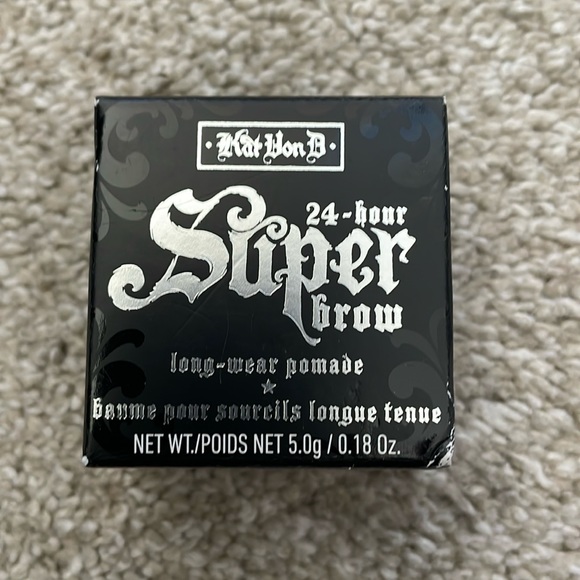 ·Kat Von D·
24-hour
Super
brow
long-wear pomade
baume pour sourcils longue tenue
NET WT./POIDS NET 5.0g / 0.18 Oz.